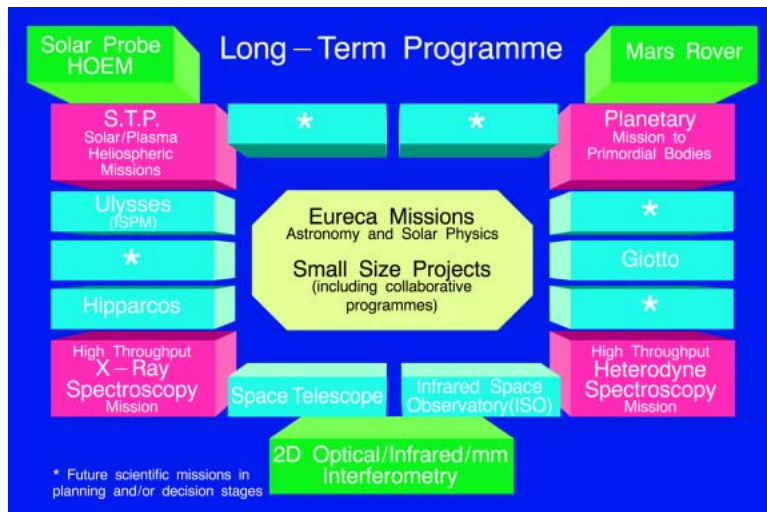 Long – Term Programme
Solar Probe
HOEM
Mars Rover
S.T.P.
Solar/Plasma
Heliospheric
Missions
*
*
Planetary
Mission to
Primordial Bodies
Ulysses
(ISPM)
*
Hipparcos
Eureca Missions
Astronomy and Solar Physics
Small Size Projects
(including collaborative
programmes)
*
Giotto
*
High Throughput
X – Ray
Spectroscopy
Mission
Space Telescope
Infrared Space
Observatory(ISO)
High Throughput
Heterodyne
Spectroscopy
Mission
2D Optical/Infrared/mm
Interferometry
* Future scientific missions in
planning and/or decision stages